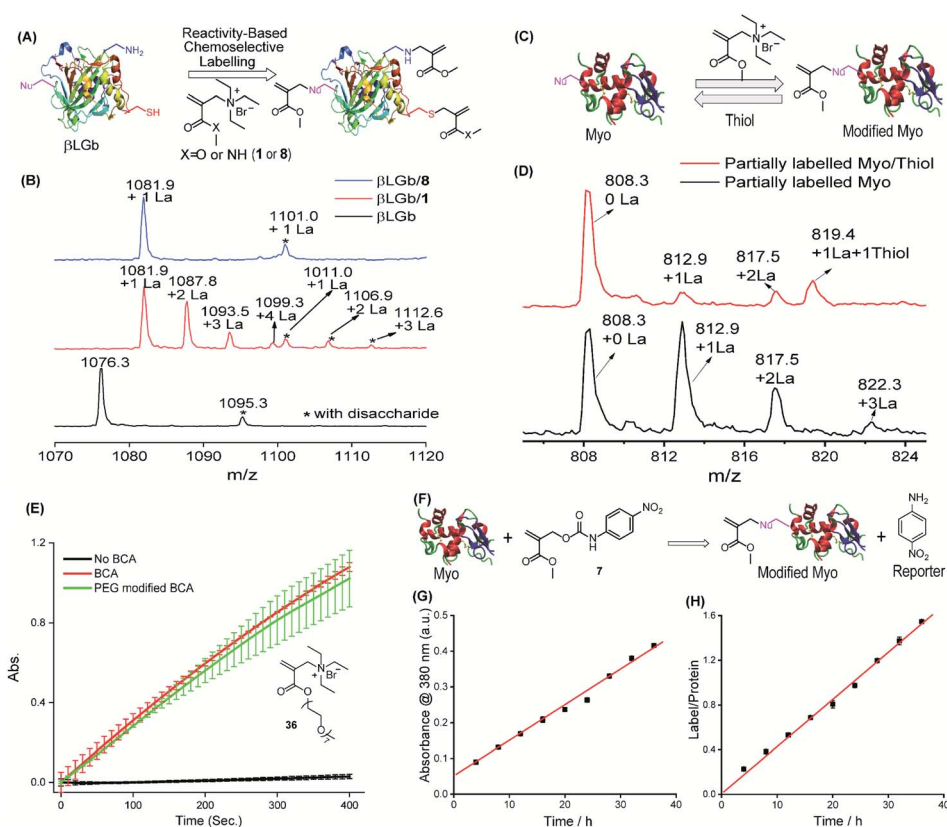 (A)
NH2
Reactivity-Based
Chemoselective
Labelling
Nu
SH
βLGb
N
+
Br-
O
X
X=O or NH (1 or 8)
O
O
Nu
N
H
O
O
S
O
X
(B)
1081.9
+ 1 La
1101.0
+ 1 La
*
βLGb/8
βLGb/1
βLGb
1081.9
+1 La
1087.8
+2 La
1093.5
+3 La
1099.3
+4 La
1011.0
+1 La
1106.9
+2 La
1112.6
+3 La
* * *
1076.3
1095.3
*
* with disaccharide
1070 1080 1090 1100 1110 1120
m/z
(C)
Nu
Myo
N
+
Br-
O
O
Thiol
O
O
Nu
Modified Myo
(D)
Partially labelled Myo/Thiol
Partially labelled Myo
808.3
0 La
812.9
+1La
817.5
+2La
819.4
+1La+1Thiol
808.3
+0 La
812.9
+1La
817.5
+2La
822.3
+3La
808 812 816 820 824
m/z
(E)
No BCA
BCA
PEG modified BCA
1.2
0.8
0.4
0.0
Abs.
N
+
Br-
O
O
O
36
0 100 200 300 400
Time (Sec.)
(F)
Myo
+
O
O
O
O
N
H
NO2
7
O
O
Nu
Modified Myo
+
NH2
NO2
Reporter
(G)
0.5
0.4
0.3
0.2
0.1
0.0
Absorbance @ 380 nm (a.u.)
0 10 20 30 40
Time / h
(H)
1.6
1.2
0.8
0.4
0.0
Label/Protein
0 10 20 30 40
Time / h